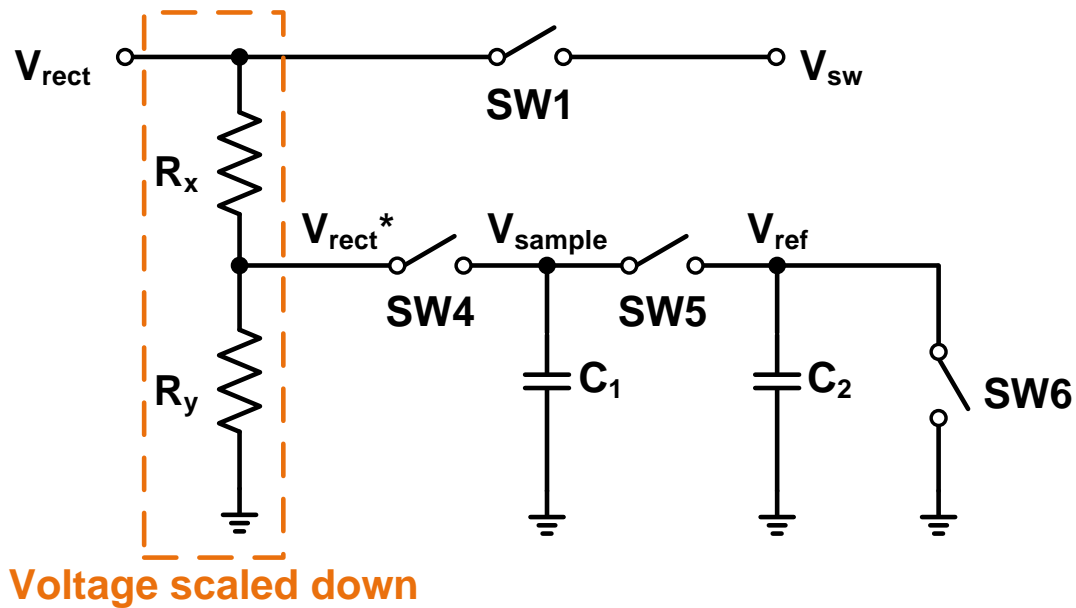 Vrect
Vsw
SW1
Rx
Vrect*
Vsample
Vref
SW4
SW5
Ry
C1
C2
SW6
Voltage scaled down